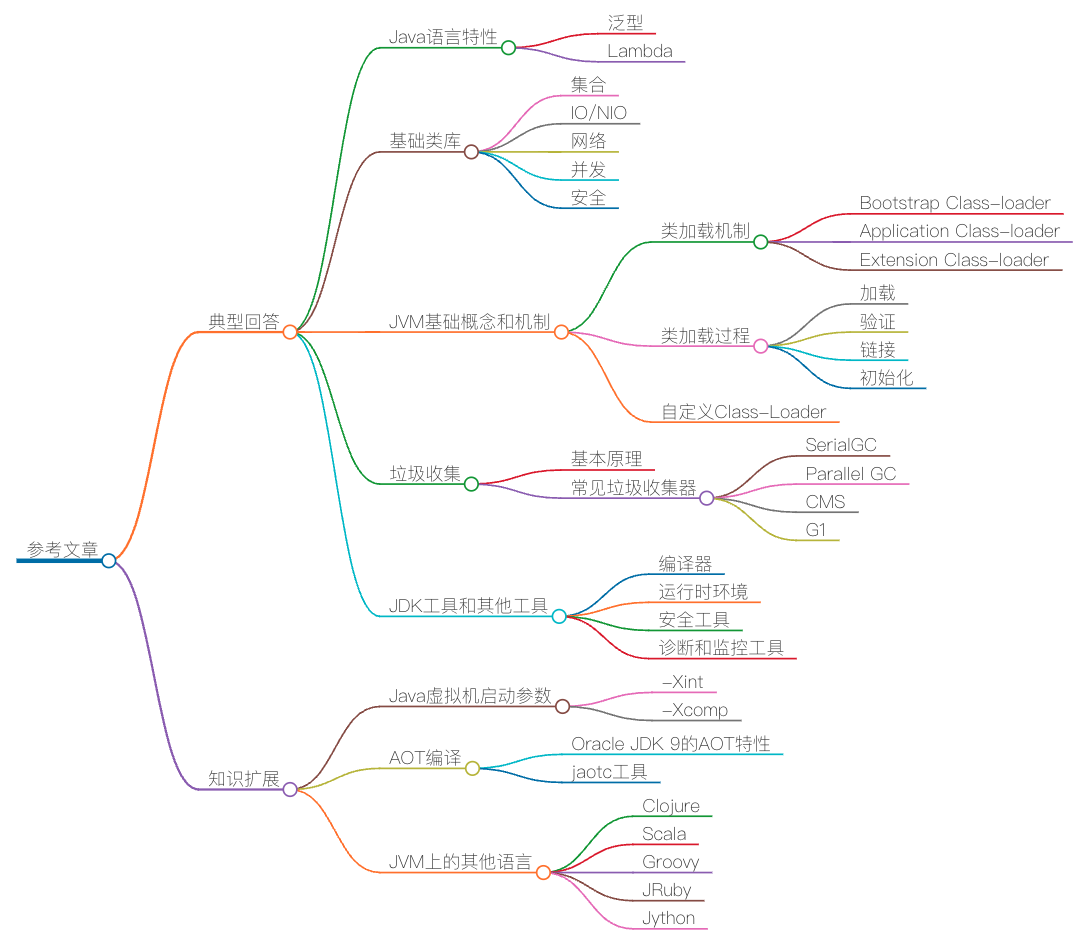 参考文章
典型回答
Java语言特性
泛型
Lambda
基础类库
集合
IO/NIO
网络
并发
安全
JVM基础概念和机制
类加载机制
Bootstrap Class-loader
Application Class-loader
Extension Class-loader
类加载过程
加载
验证
链接
初始化
自定义Class-Loader
垃圾收集
基本原理
常见垃圾收集器
SerialGC
Parallel GC
CMS
G1
JDK工具和其他工具
编译器
运行时环境
安全工具
诊断和监控工具
知识扩展
Java虚拟机启动参数
-Xint
-Xcomp
AOT编译
Oracle JDK 9的AOT特性
jaotc工具
JVM上的其他语言
Clojure
Scala
Groovy
JRuby
Jython